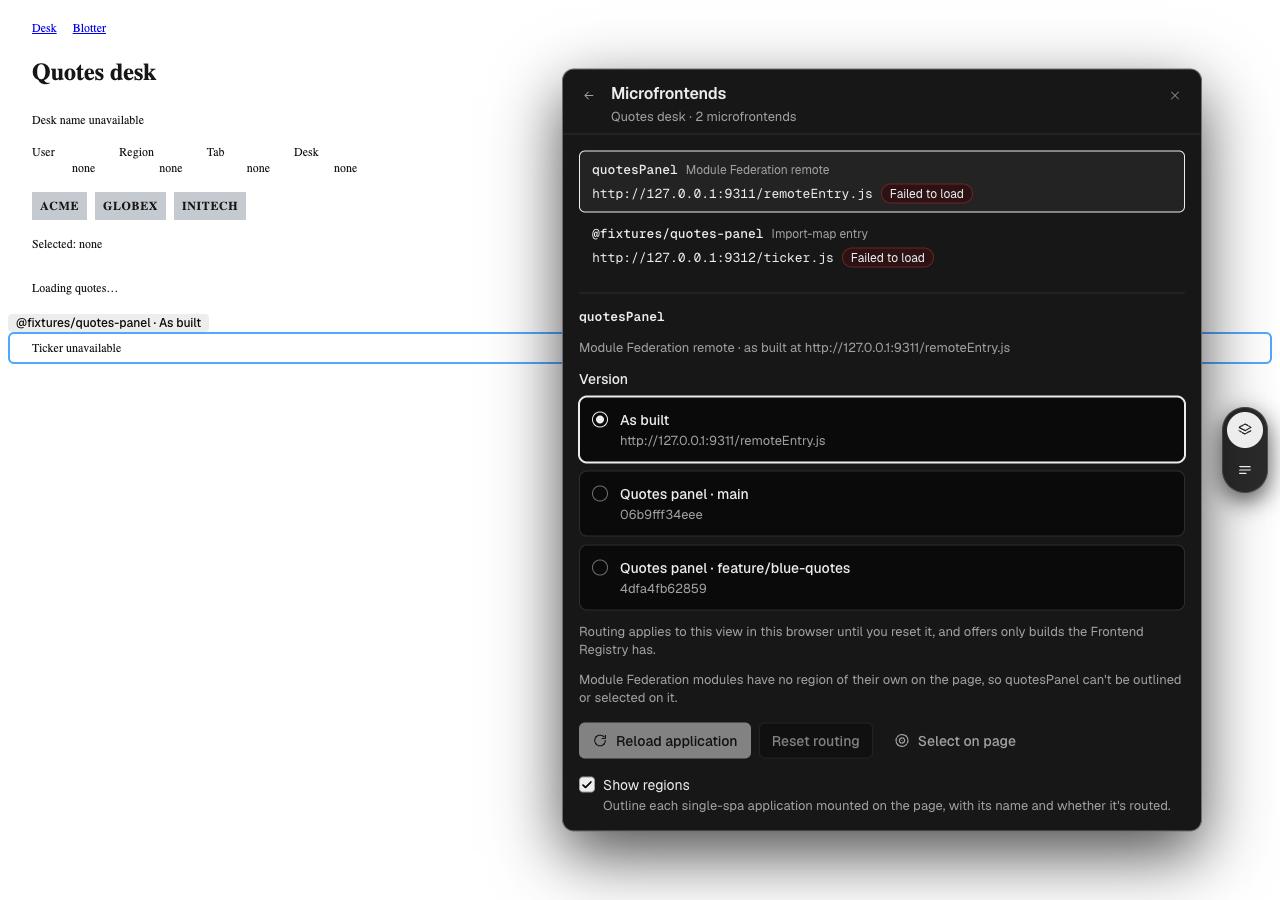 Desk Blotter
Quotes desk
Desk name unavailable
User Region Tab Desk
none none none none
ACME GLOBEX INITECH
Selected: none
Loading quotes…
@fixtures/quotes-panel · As built
Ticker unavailable
Microfrontends
Quotes desk · 2 microfrontends
quotesPanel Module Federation remote
http://127.0.0.1:9311/remoteEntry.js Failed to load
@fixtures/quotes-panel Import-map entry
http://127.0.0.1:9312/ticker.js Failed to load
quotesPanel
Module Federation remote · as built at http://127.0.0.1:9311/remoteEntry.js
Version
As built
http://127.0.0.1:9311/remoteEntry.js
Quotes panel · main
06b9fff34eee
Quotes panel · feature/blue-quotes
4dfa4fb62859
Routing applies to this view in this browser until you reset it, and offers only builds the Frontend
Registry has.
Module Federation modules have no region of their own on the page, so quotesPanel can't be outlined
or selected on it.
Reload application Reset routing Select on page
Show regions
Outline each single-spa application mounted on the page, with its name and whether it's routed.